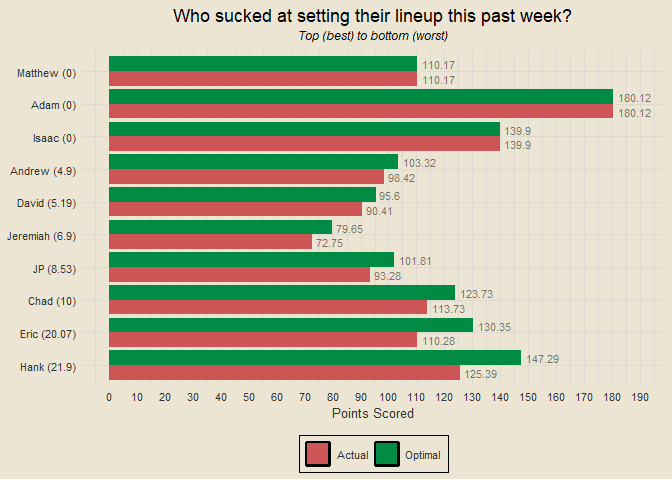 Who sucked at setting their lineup this past week?
Top (best) to bottom (worst)
Matthew (0)
110.17
110.17
Adam (0)
180.12
180.12
Isaac (0)
139.9
139.9
Andrew (4.9)
103.32
98.42
David (5.19)
95.6
90.41
Jeremiah (6.9)
79.65
72.75
JP (8.53)
101.81
93.28
Chad (10)
123.73
113.73
Eric (20.07)
130.35
110.28
Hank (21.9)
147.29
125.39
0 10 20 30 40 50 60 70 80 90 100 110 120 130 140 150 160 170 180 190
Points Scored
Actual Optimal